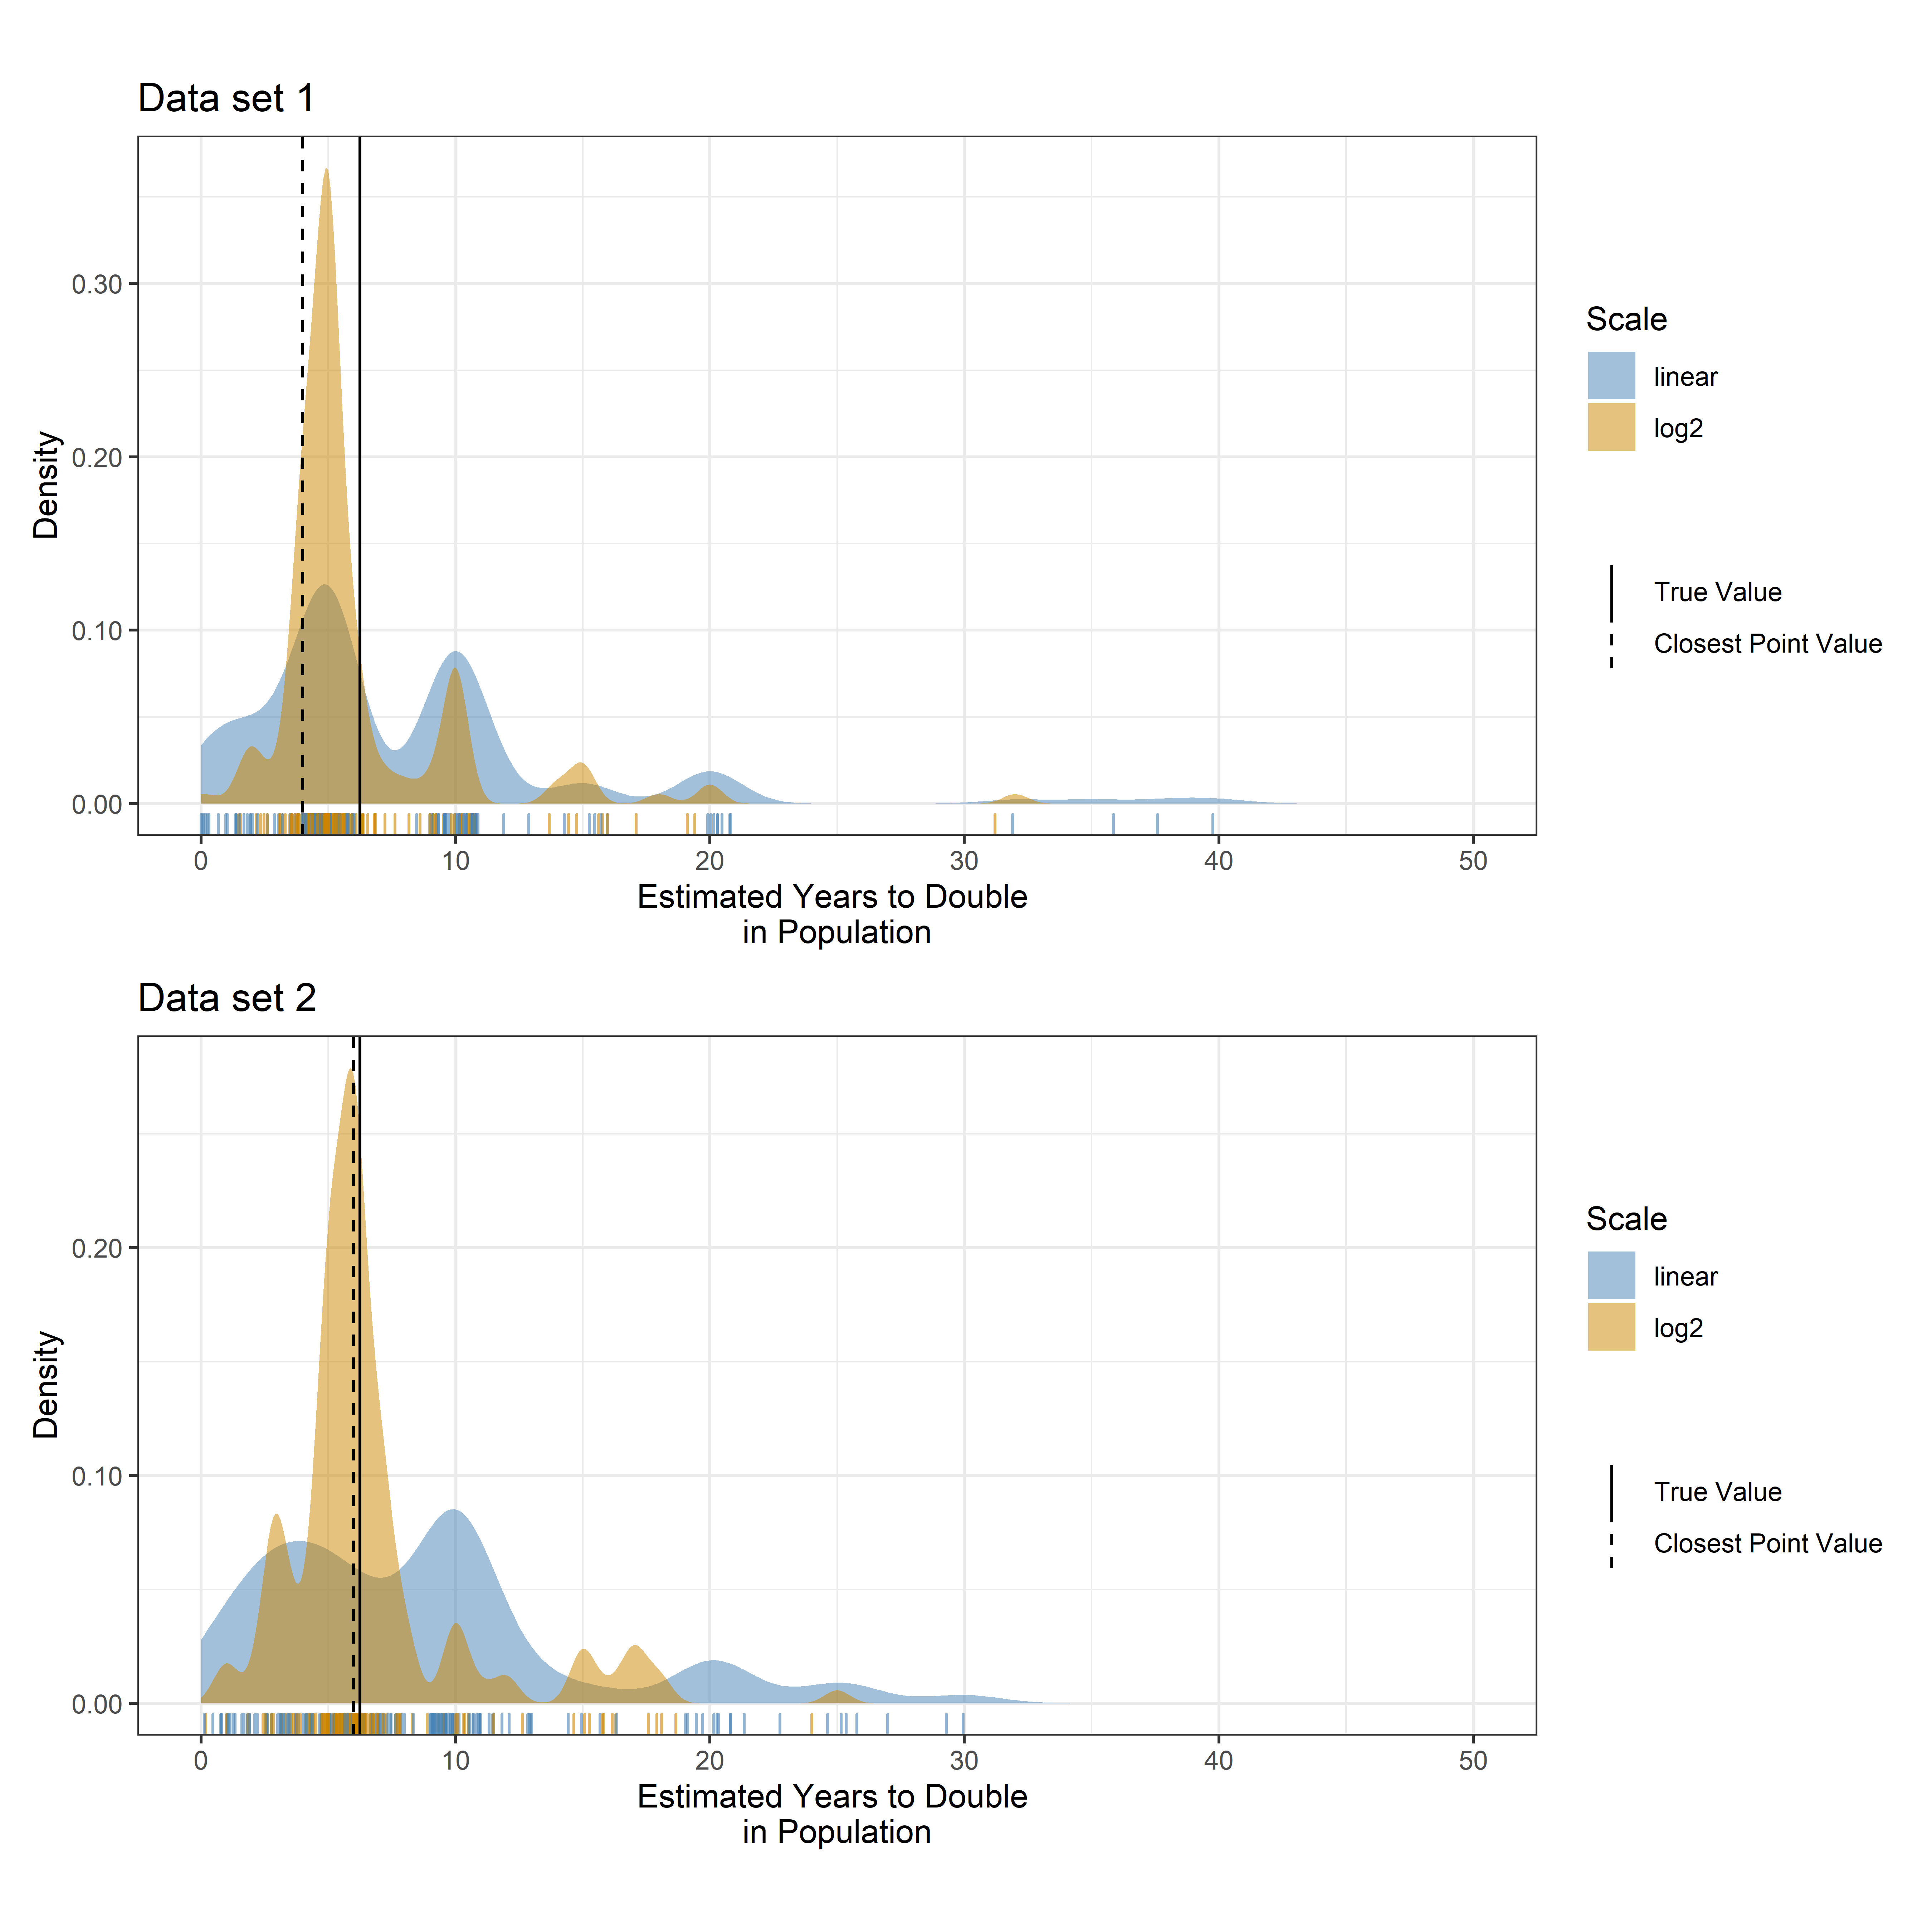 Data set 1
0.30
0.20
0.10
0.00
Density
0 10 20 30 40 50
Estimated Years to Double
in Population
Scale
linear
log2
True Value
Closest Point Value
Data set 2
0.20
0.10
0.00
Density
0 10 20 30 40 50
Estimated Years to Double
in Population
Scale
linear
log2
True Value
Closest Point Value